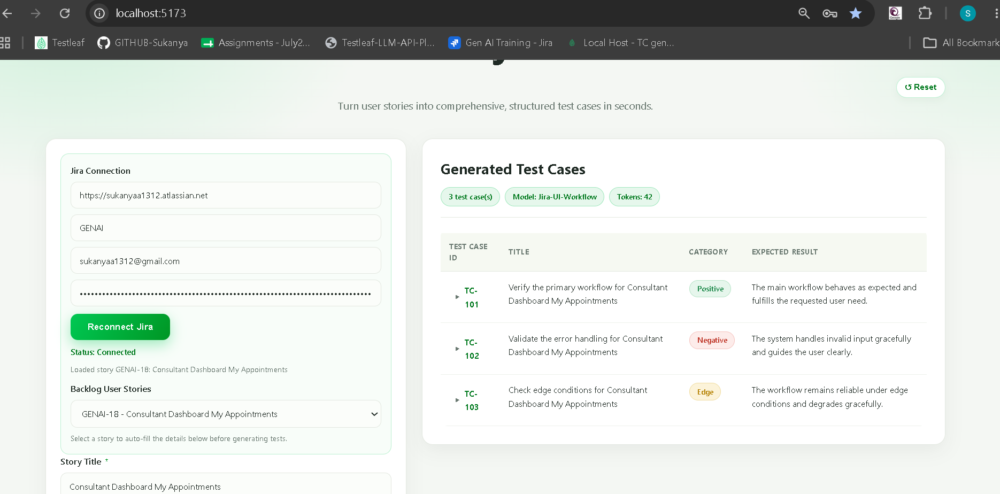 localhost:5173
S
Testleaf
GITHUB-Sukanya
Assignments - July2...
Testleaf-LLM-API-Pl...
Gen AI Training - Jira
Local Host - TC gen...
All Bookmark
↺ Reset
Turn user stories into comprehensive, structured test cases in seconds.
Jira Connection
https://sukanyaa1312.atlassian.net
GENAI
sukanyaa1312@gmail.com
Reconnect Jira
Status: Connected
Loaded story GENAI-18: Consultant Dashboard My Appointments
Backlog User Stories
GENAI-18 - Consultant Dashboard My Appointments
Select a story to auto-fill the details below before generating tests.
Story Title *
Consultant Dashboard My Appointments
Generated Test Cases
3 test case(s)
Model: Jira-UI-Workflow
Tokens: 42
TEST CASE
ID
TITLE
CATEGORY
EXPECTED RESULT
TC-
101
Verify the primary workflow for Consultant
Dashboard My Appointments
Positive
The main workflow behaves as expected and
fulfills the requested user need.
TC-
102
Validate the error handling for Consultant
Dashboard My Appointments
Negative
The system handles invalid input gracefully
and guides the user clearly.
TC-
103
Check edge conditions for Consultant
Dashboard My Appointments
Edge
The workflow remains reliable under edge
conditions and degrades gracefully.